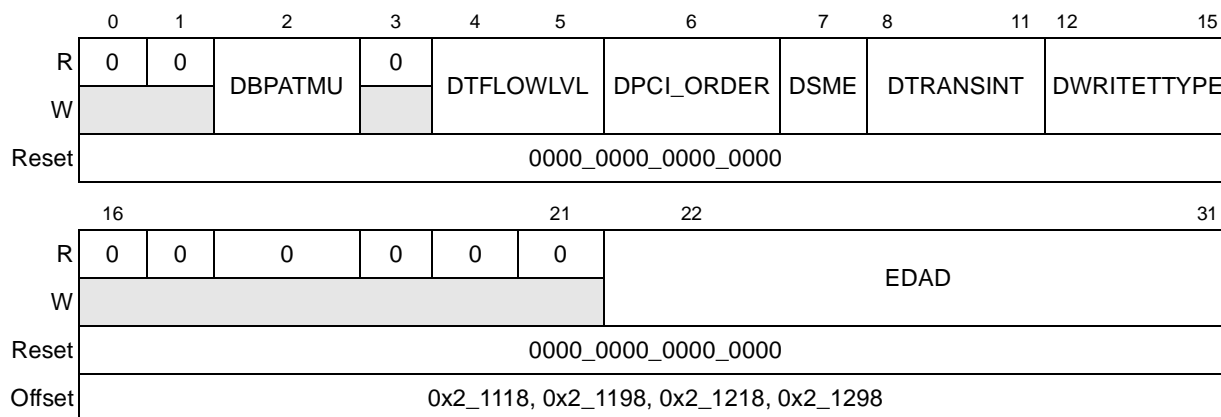 0 1 2 3 4 5 6 7 8 11 12 15
R 0 0 DBPATMU 0 DTFLOWLVL DPCI_ORDER DSME DTRANSINT DWRITETTYPE
W
Reset 0000_0000_0000_0000
16 21 22 31
R 0 0 0 0 0 0 EDAD
W
Reset 0000_0000_0000_0000
Offset 0x2_1118, 0x2_1198, 0x2_1218, 0x2_1298